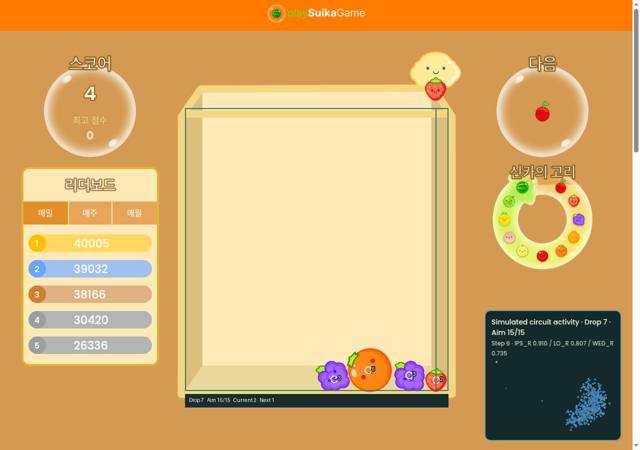 playSuikaGame
스코어
4
최고 점수
0
리더보드
매일
매주
매월
1 40005
2 39032
3 38166
4 30420
5 26336
다음
신카의 고리
Simulated circuit activity · Drop 7 ·
Aim 15/15
Step 6 · IPS_R 0.910 / LO_R 0.807 / WED_R
0.735
Drop 7 Aim 15/15 Current 2 Next 1